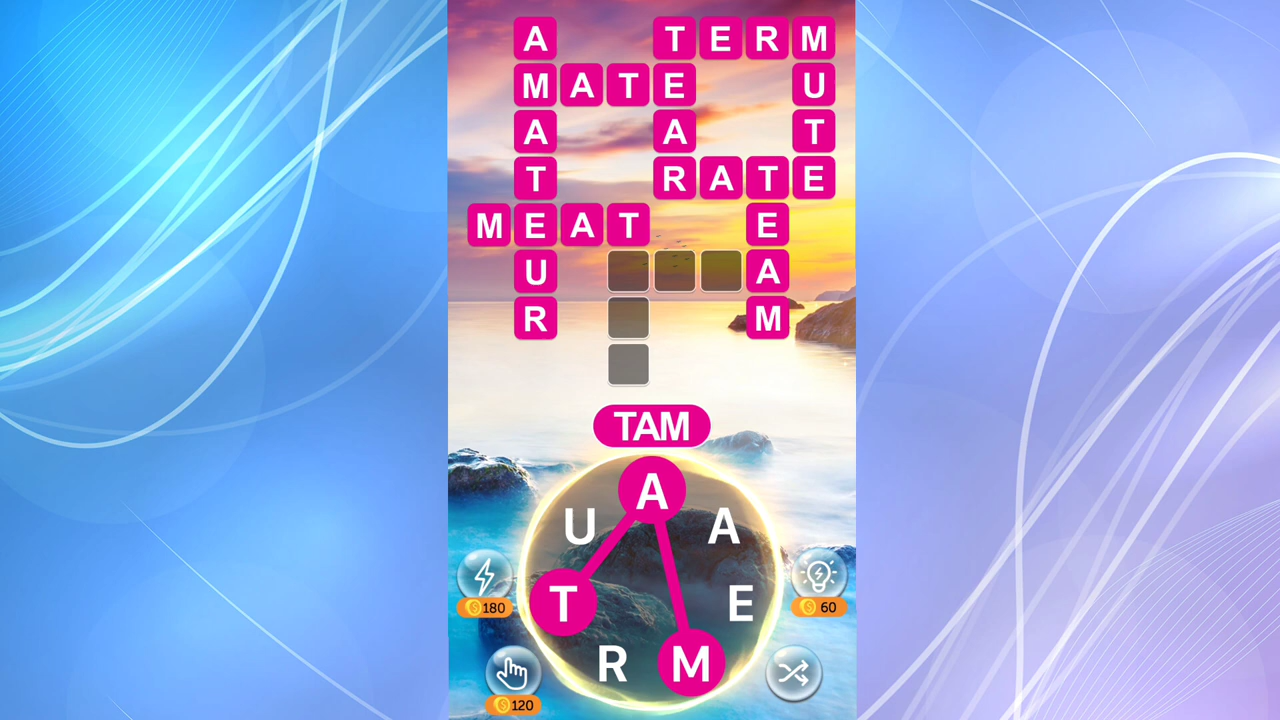 A TERM
MATE U
A A T
T RATE
MEAT E
U A
R M
TAM
A
U A
T E
R M
180 60
120